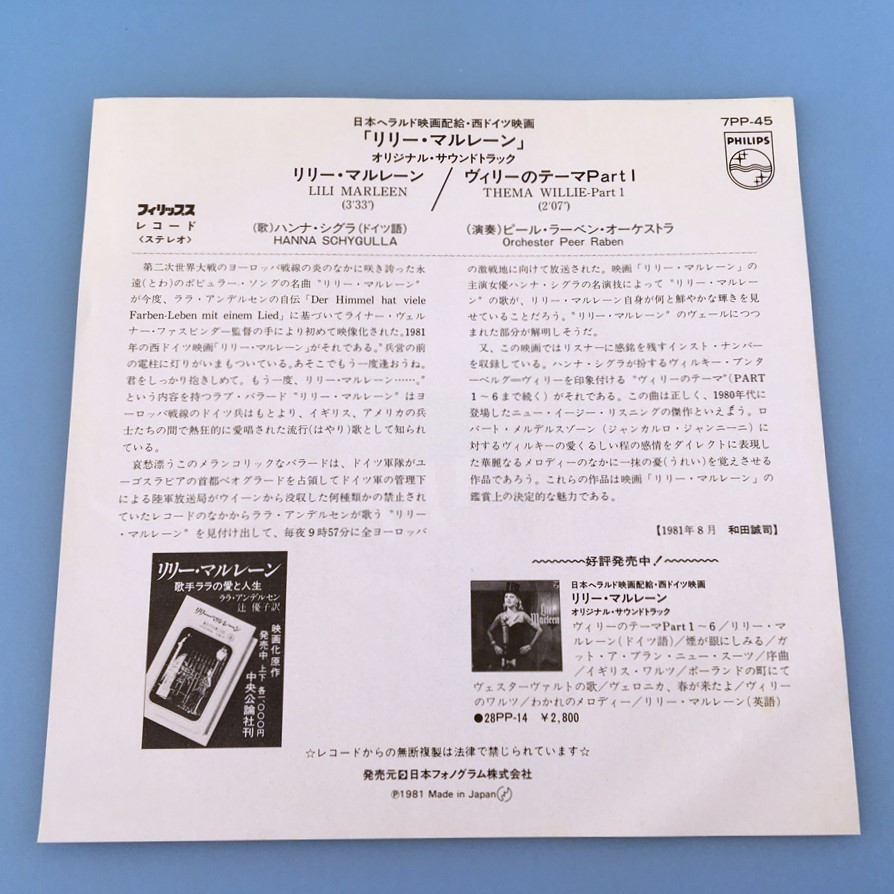 日本ヘラルド映画配給・西ドイツ映画
「リリー・マルレーン」
オリジナル・サウンドトラック
7PP-45
PHILIPS
リリー・マルレーン／ヴィリーのテーマPart I
LILI MARLEEN
(3'33")
THEMA WILLIE-Part 1
(2'07")
フィリップス
レコード
〈ステレオ〉
(歌)ハンナ・シグラ(ドイツ語)
HANNA SCHYGULLA
(演奏)ピール・ラーベン・オーケストラ
Orchester Peer Raben
第二次世界大戦のヨーロッパ戦線の炎のなかに咲き誇った永
遠(とわ)のポピュラー・ソングの名曲〝リリー・マルレーン〟
が今度、ララ・アンデルセンの自伝「Der Himmel hat viele
Farben-Leben mit einem Lied」に基づいてライナー・ヴェル
ナー・ファスビンダー監督の手により初めて映像化された。1981
年の西ドイツ映画「リリー・マルレーン」がそれである。〝兵営の前
の電柱に灯りがいまもついている。あそこでもう一度逢おうね。
君をしっかり抱きしめて。もう一度、リリー・マルレーン……。〟
という内容を持つラブ・バラード〝リリー・マルレーン〟はヨ
ーロッパ戦線のドイツ兵はもとより、イギリス、アメリカの兵
士たちの間で熱狂的に愛唱された流行(はやり)歌として知られ
ている。
哀愁漂うこのメランコリックなバラードは、ドイツ軍隊がユ
ーゴスラビアの首都ベオグラードを占領してドイツ軍の管理下
による陸軍放送局がウイーンから没収した何種類かの禁止され
ていたレコードのなかからララ・アンデルセンが歌う〝リリー
・マルレーン〟を見付け出して、毎夜9時57分に全ヨーロッパ
の激戦地に向けて放送された。映画「リリー・マルレーン」の
主演女優ハンナ・シグラの名演技によって〝リリー・マルレー
ン〟の歌が、リリー・マルレーン自身が何と鮮やかな輝きを見
せていることだろう。〝リリー・マルレーン〟のヴェールにつつ
まれた部分が解明しそうだ。
又、この映画ではリスナーに感銘を残すインスト・ナンバー
を収録している。ハンナ・シグラが扮するヴィルキー・ブンタ
ーベルグ＝ヴィリーを印象付ける〝ヴィリーのテーマ〟(PART
1～6まで続く)がそれである。この曲は正しく、1980年代に
登場したニュー・イージー・リスニングの傑作といえよう。ロ
バート・メルデルスゾーン(ジャンカルロ・ジャンニーニ)に
対するヴィルキーの愛くるしい程の感情をダイレクトに表現し
た華麗なるメロディーのなかに一抹の憂(うれい)を覚えさせる
作品であろう。これらの作品は映画「リリー・マルレーン」の
鑑賞上の決定的な魅力である。
【1981年8月　和田誠司】
リリー・マルレーン
歌手ララの愛と人生
ララ・アンデルセン
辻 優子訳
リリー・マルレーン
映画化原作
発売中 上下 各一、〇〇〇円
中央公論社刊
好評発売中！
Lili
Marleen
日本ヘラルド映画配給・西ドイツ映画
リリー・マルレーン
オリジナル・サウンドトラック
ヴィリーのテーマPart 1～6／リリー・マ
ルレーン(ドイツ語)／煙が眼にしみる／ガ
ット・ア・ブラン・ニュー・スーツ／序曲
／イギリス・ワルツ／ポーランドの町にて
ヴェスターヴァルトの歌／ヴェロニカ、春が来たよ／ヴィリー
のワルツ／わかれのメロディー／リリー・マルレーン(英語)
●28PP-14　￥2,800
☆レコードからの無断複製は法律で禁じられています☆
発売元 日本フォノグラム株式会社
Ⓟ1981 Made in Japan